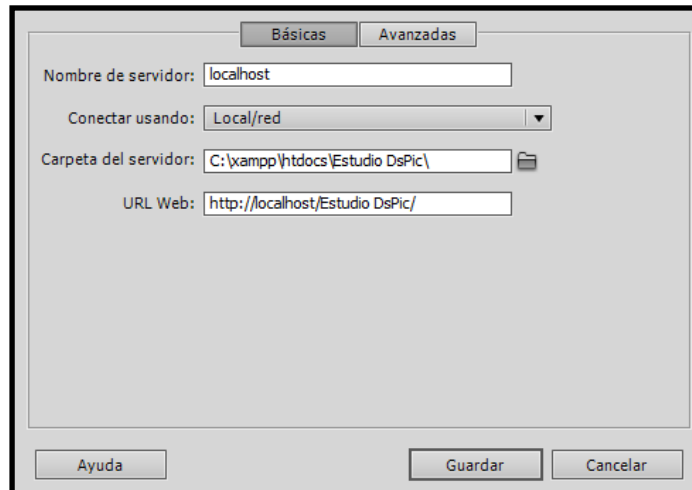 Básicas Avanzadas
Nombre de servidor: localhost
Conectar usando: Local/red
Carpeta del servidor: C:\xampp\htdocs\Estudio DsPic\
URL Web: http://localhost/Estudio DsPic/
Ayuda Guardar Cancelar